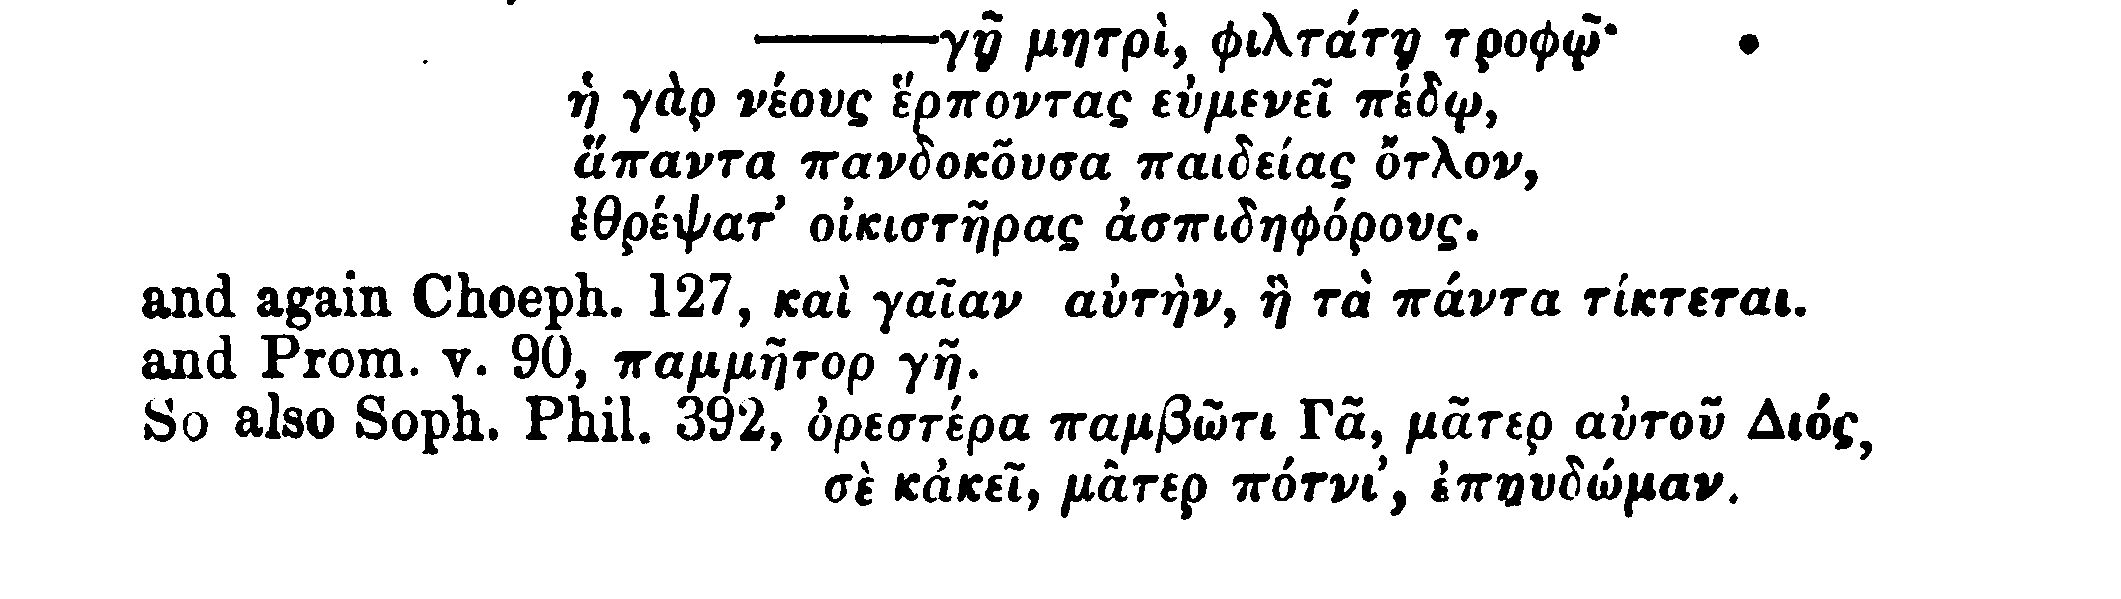 ———γῇ μητρὶ, φιλτάτῃ τροφῷ·
ἡ γὰρ νέους ἕρποντας εὐμενεῖ πέδῳ,
ἅπαντα πανδοκοῦσα παιδείας ὄτλον,
ἐθρέψατ’ οἰκιστῆρας ἀσπιδηφόρους.
and again Choeph. 127, καὶ γαῖαν αὐτὴν, ἣ τὰ πάντα τίκτεται.
and Prom. v. 90, παμμῆτορ γῆ.
So also Soph. Phil. 392, ὀρεστέρα παμβῶτι Γᾶ, μᾶτερ αὐτοῦ Διός,
σὲ κἀκεῖ, μᾶτερ πότνι’, ἐπηυδώμαν.